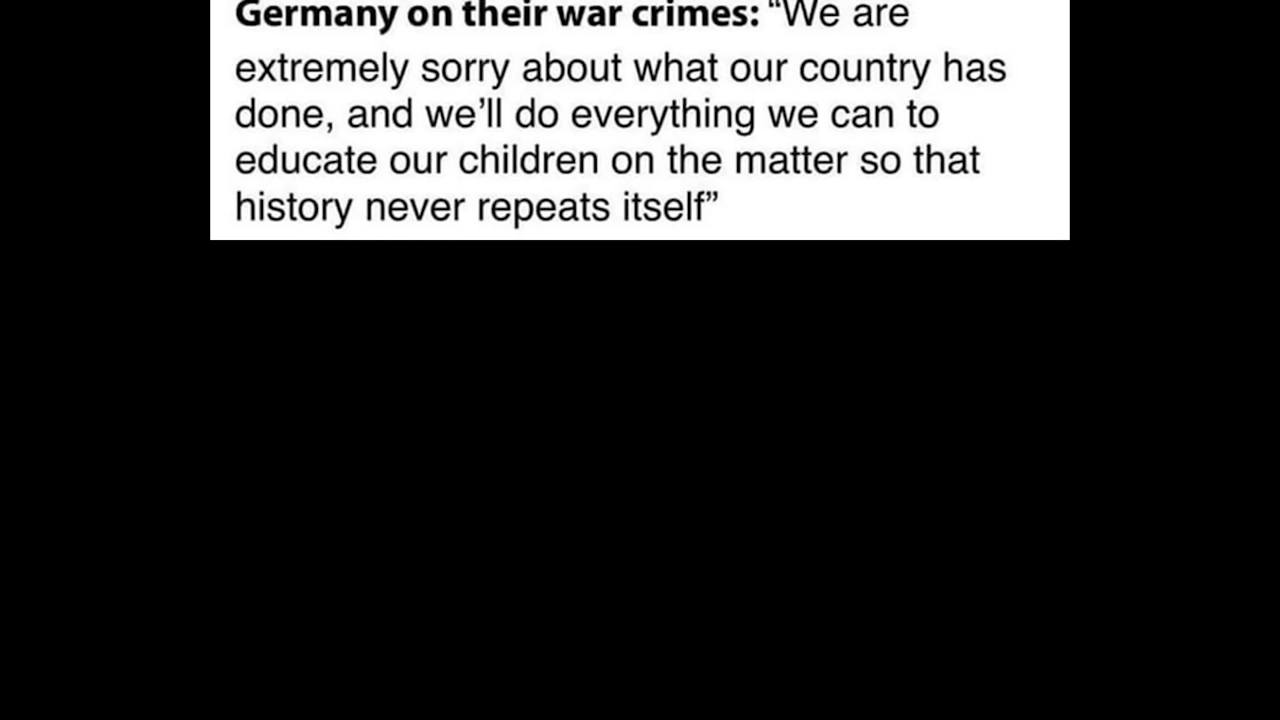 Germany on their war crimes: “We are
extremely sorry about what our country has
done, and we’ll do everything we can to
educate our children on the matter so that
history never repeats itself”